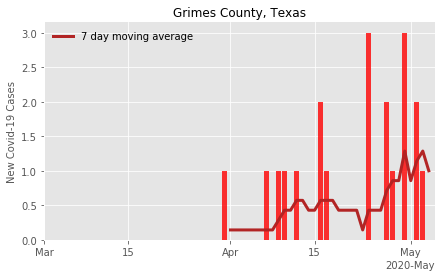 Grimes County, Texas
7 day moving average
New Covid-19 Cases
3.0
2.5
2.0
1.5
1.0
0.5
0.0
Mar 15 Apr 15 May
2020-May